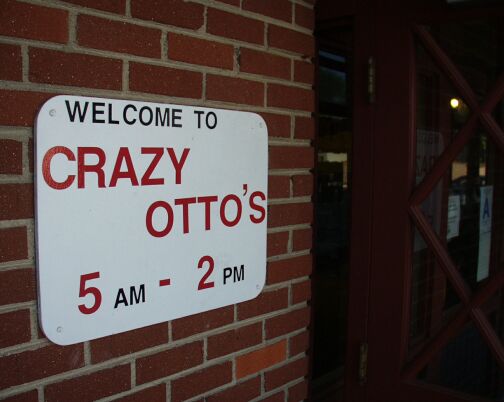 WELCOME TO
CRAZY
OTTO'S
5 AM - 2 PM
A